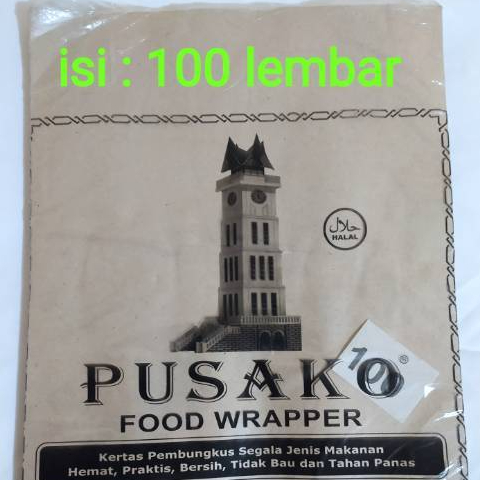 isi : 100 lembar
حلال
HALAL
PUSAKO
®
100
FOOD WRAPPER
Kertas Pembungkus Segala Jenis Makanan
Hemat, Praktis, Bersih, Tidak Bau dan Tahan Panas